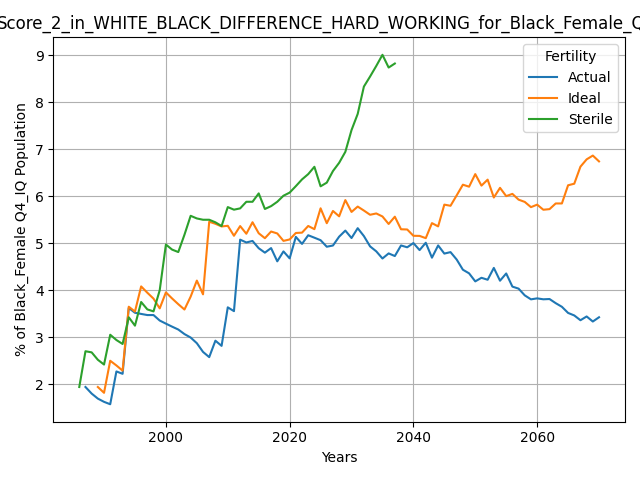 Score_2_in_WHITE_BLACK_DIFFERENCE_HARD_WORKING_for_Black_Female_Q
Fertility
Actual
Ideal
Sterile
% of Black_Female Q4_IQ Population
9
8
7
6
5
4
3
2
2000
2020
2040
2060
Years